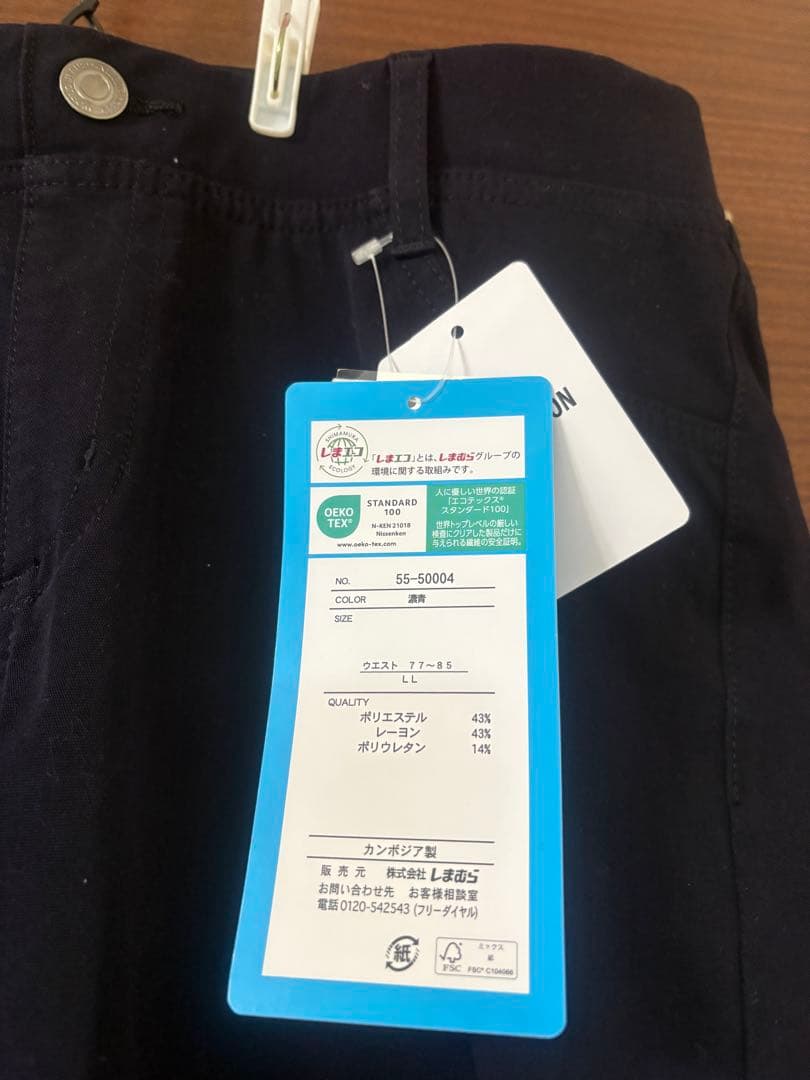 ON
SHIMAMURA
しまエコ
ECOLOGY
「しまエコ」とは、しまむらグループの
環境に関する取組みです。
OEKO
TEX®
STANDARD
100
N-KEN 21018
Nissenken
www.oeko-tex.com
人に優しい世界の認証
「エコテックス®
スタンダード100」
世界トップレベルの厳しい
検査にクリアした製品だけに
与えられる繊維の安全証明。
NO. 55-50004
COLOR 濃青
SIZE
ウエスト 77~85
LL
QUALITY
ポリエステル 43%
レーヨン 43%
ポリウレタン 14%
カンボジア製
販売元 株式会社 しまむら
お問い合わせ先 お客様相談室
電話 0120-542543 (フリーダイヤル)
紙
FSC
ミックス
紙
FSC® C104066